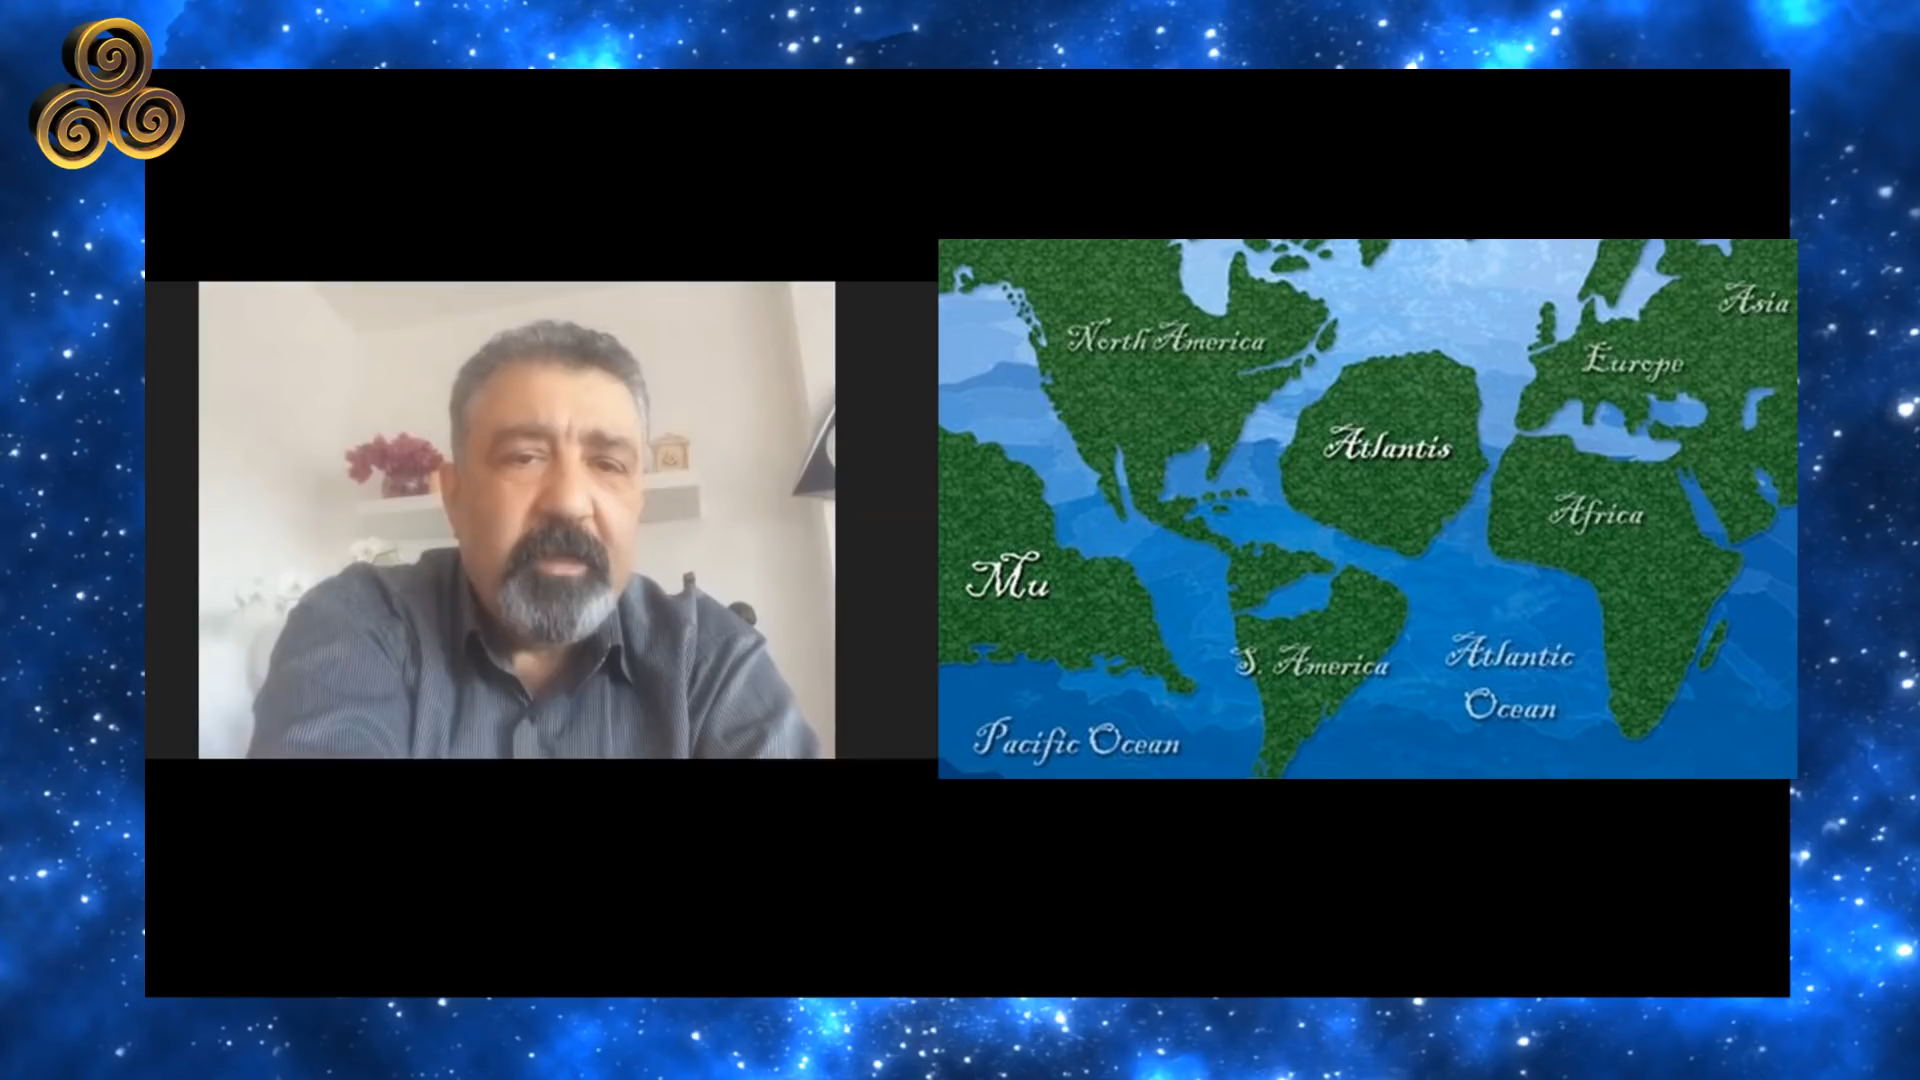 Asia
North America
Europe
Atlantis
Africa
Mu
S. America
Atlantic
Ocean
Pacific Ocean